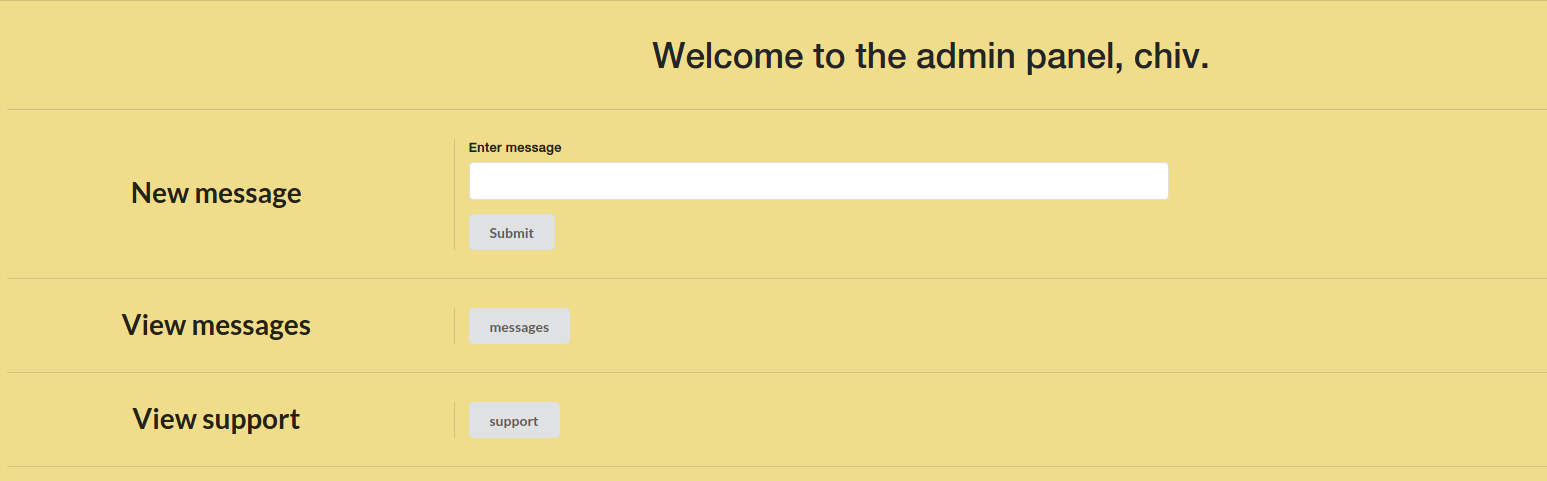 Welcome to the admin panel, chiv.
New message
Enter message
Submit
View messages
messages
View support
support